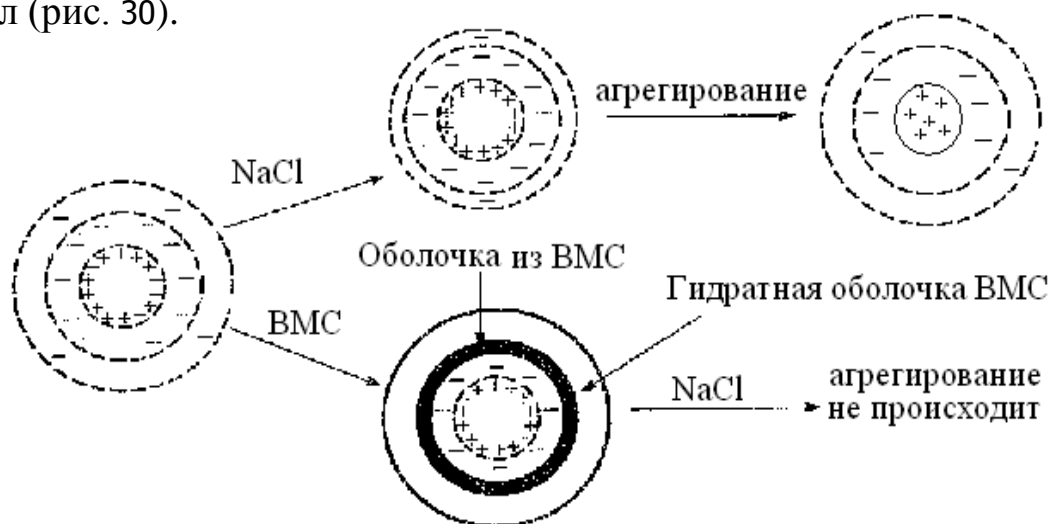 л (рис. 30).
агрегирование
NaCl
Оболочка из ВМС
Гидратная оболочка ВМС
ВМС
NaCl
агрегирование
не происходит